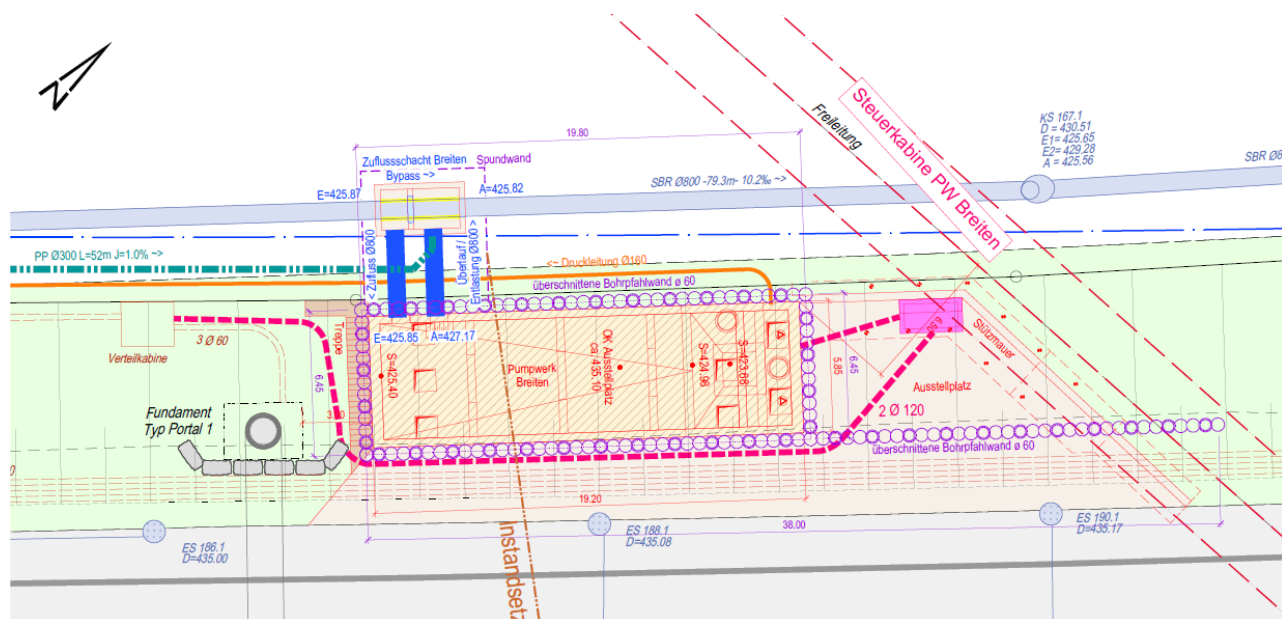 N
19.80
Zuflussschacht Breiten
Spundwand
Bypass ~>
E=425.87
A=425.82
SBR Ø800 -79.3m- 10.2‰ ~>
Freileitung
Steuerkabine PW Breiten
KS 167.1
D = 430.51
E1= 425.65
E2= 429.28
A = 425.56
SBR Ø8
PP Ø300 L=52m J=1.0% ~>
< Zufluss Ø800
Überlauf /
Entlastung Ø800 >
<~ Druckleitung Ø160
überschnittene Bohrpfahlwand ø 60
Verteilkabine
3 Ø 60
Treppe
6.45
E=425.85
A=427.17
S=425.40
Pumpwerk
Breiten
OK Ausstellplatz
ca. 435.10
S=424.96
S=423.68
5.85
6.45
Stützmauer
Ausstellplatz
2 Ø 120
Fundament
Typ Portal 1
überschnittene Bohrpfahlwand ø 60
19.20
38.00
ES 186.1
D=435.00
ES 188.1
D=435.08
ES 190.1
D=435.17
Instandsetz